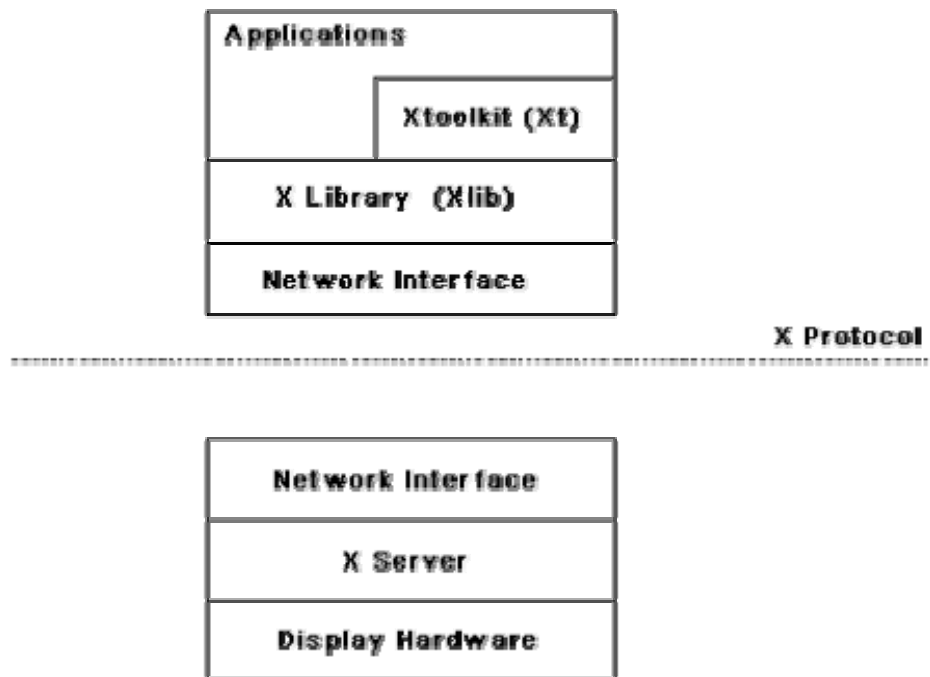 Applications
Xtoolkit (Xt)
X Library (Xlib)
Network Interface
X Protocol
Network Interface
X Server
Display Hardware